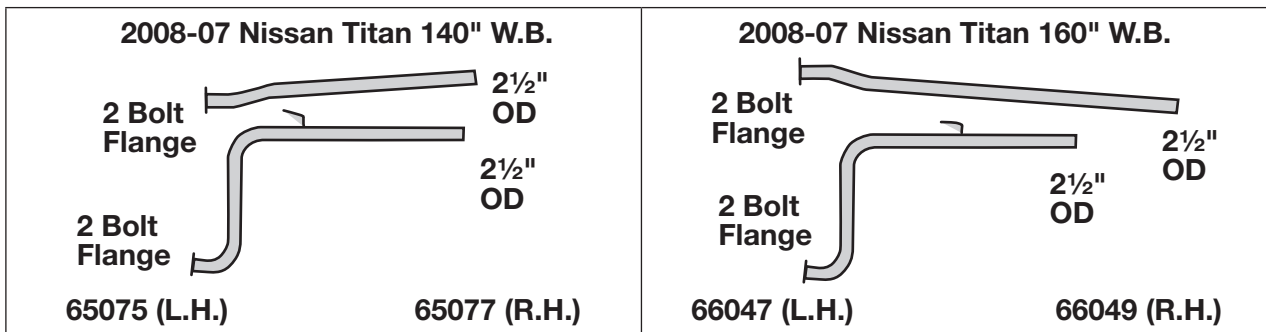 2008-07 Nissan Titan 140" W.B.
2 Bolt
Flange
2½"
OD
2½"
OD
2 Bolt
Flange
65075 (L.H.)
65077 (R.H.)
2008-07 Nissan Titan 160" W.B.
2 Bolt
Flange
2½"
OD
2½"
OD
2 Bolt
Flange
66047 (L.H.)
66049 (R.H.)